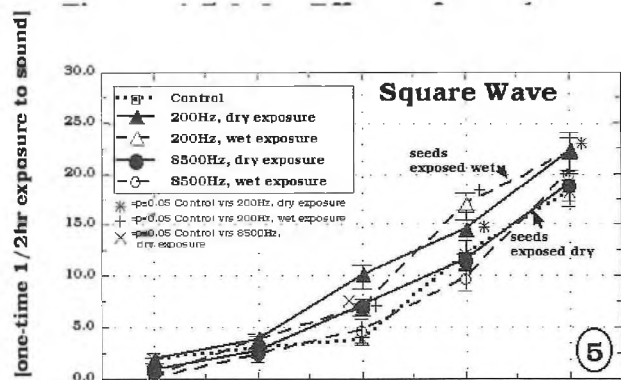 [one-time 1/2hr exposure to sound]
30.0
25.0
20.0
15.0
10.0
5.0
0.0
Square Wave
Control
200Hz, dry exposure
200Hz, wet exposure
8500Hz, dry exposure
8500Hz, wet exposure
=p=0.05 Control vrs 200Hz, dry exposure
=p=0.05 Control vrs 900Hz, wet exposure
=p=0.05 Control vrs 8500Hz,
dry exposure
seeds
exposed wet
seeds
exposed dry
5